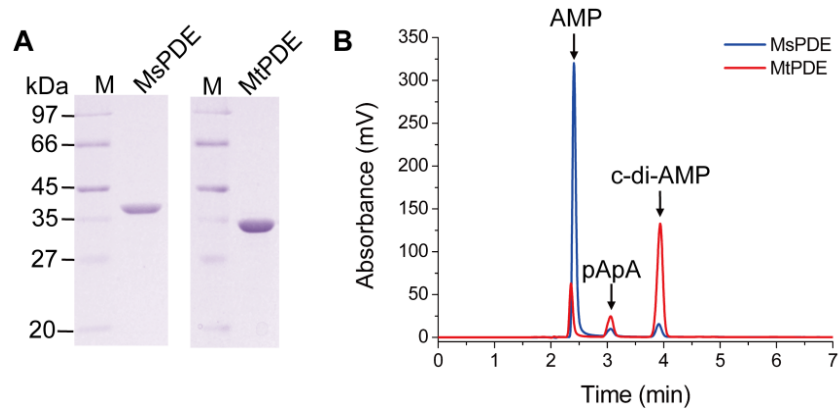 A
kDa
M
MsPDE
M
MtPDE
97
66
45
35
27
20
B
AMP
MsPDE
MtPDE
c-di-AMP
pApA
Absorbance (mV)
350
300
250
200
150
100
50
0
0 1 2 3 4 5 6 7
Time (min)